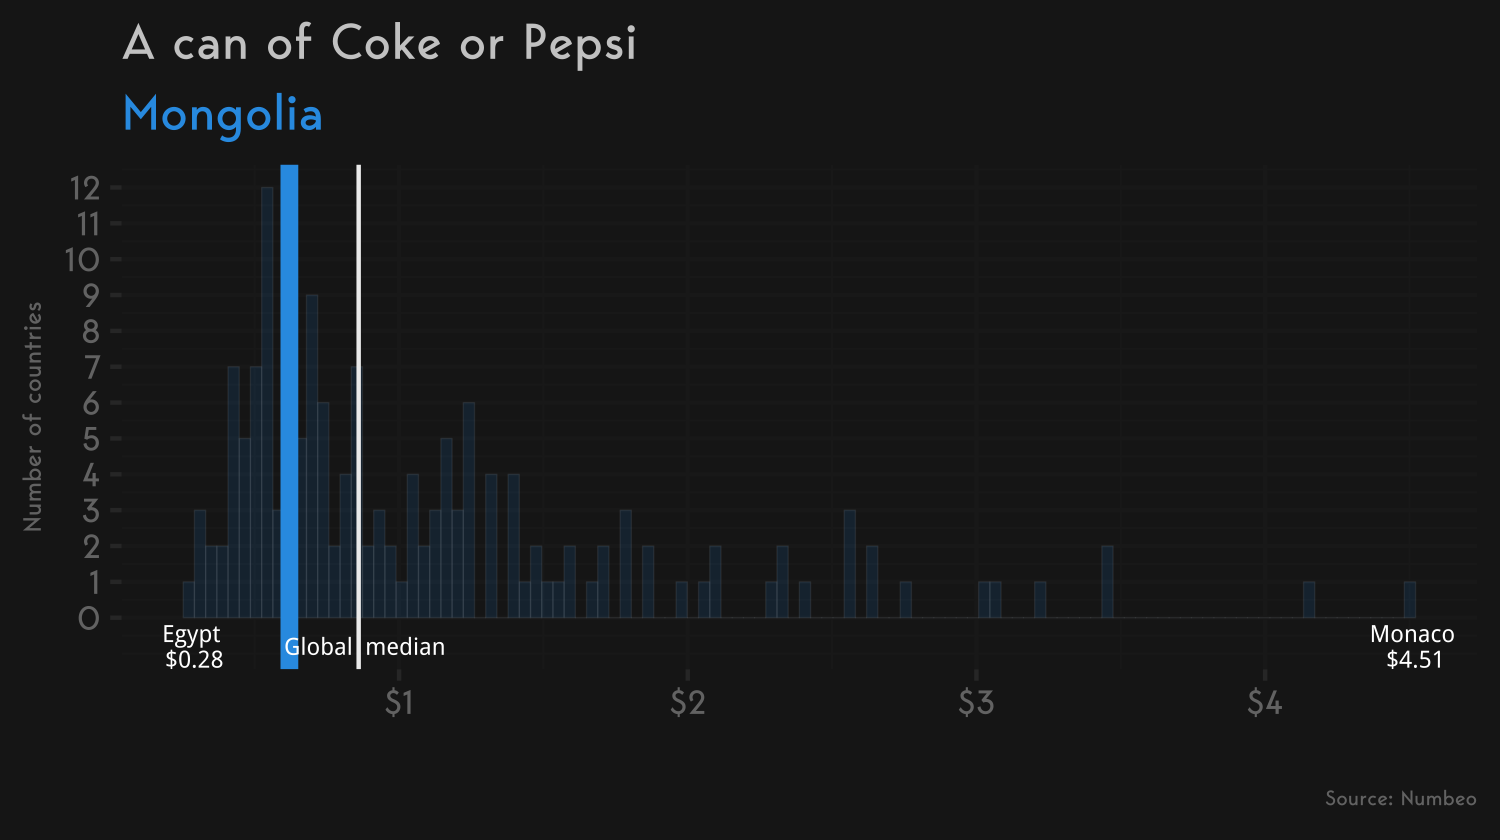 A can of Coke or Pepsi
Mongolia
Number of countries
12
11
10
9
8
7
6
5
4
3
2
1
0
Egypt
$0.28
Global median
Monaco
$4.51
$1
$2
$3
$4
Source: Numbeo